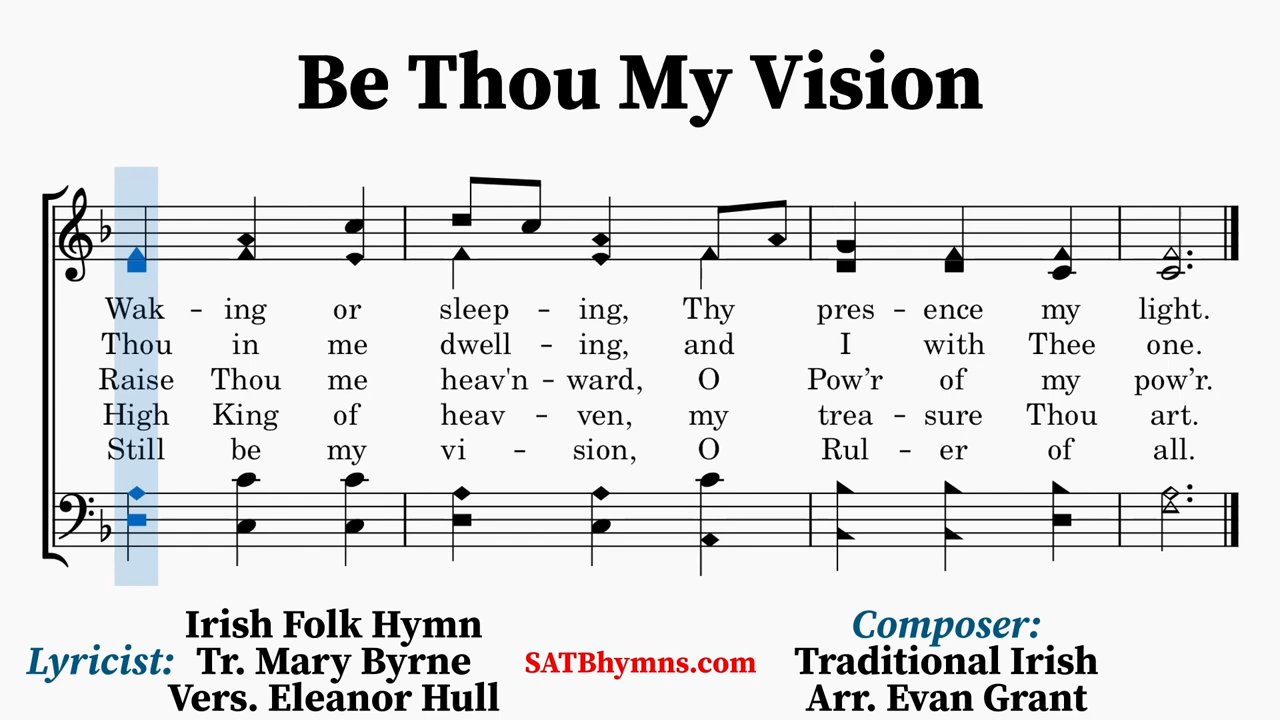 Be Thou My Vision
Wak - ing or sleep - ing, Thy pres - ence my light.
Thou in me dwell - ing, and I with Thee one.
Raise Thou me heav'n - ward, O Pow’r of my pow’r.
High King of heav - ven, my trea - sure Thou art.
Still be my vi - sion, O Rul - er of all.
Irish Folk Hymn
Lyricist: Tr. Mary Byrne
Vers. Eleanor Hull
SATBhymns.com
Composer:
Traditional Irish
Arr. Evan Grant